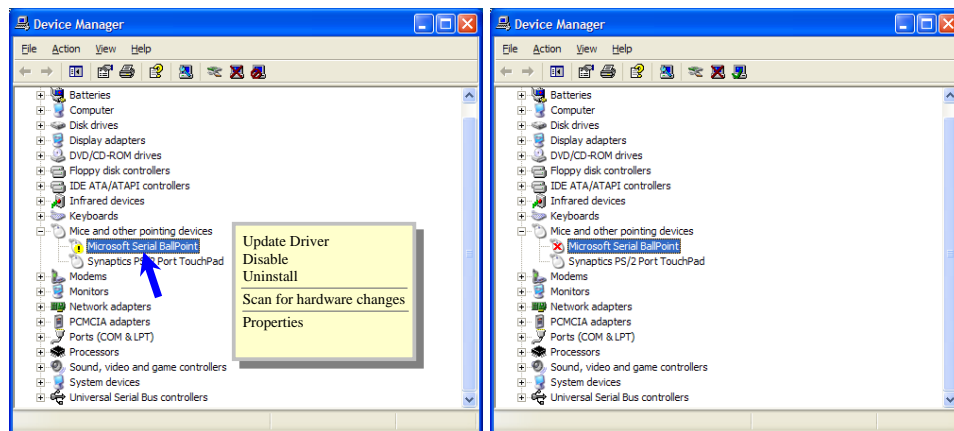 Device Manager
File Action View Help
Batteries
Computer
Disk drives
Display adapters
DVD/CD-ROM drives
Floppy disk controllers
IDE ATA/ATAPI controllers
Infrared devices
Keyboards
Mice and other pointing devices
Microsoft Serial BallPoint
Synaptics PS/2 Port TouchPad
Modems
Monitors
Network adapters
PCMCIA adapters
Ports (COM & LPT)
Processors
Sound, video and game controllers
System devices
Universal Serial Bus controllers
Update Driver
Disable
Uninstall
Scan for hardware changes
Properties
Device Manager
File Action View Help
Batteries
Computer
Disk drives
Display adapters
DVD/CD-ROM drives
Floppy disk controllers
IDE ATA/ATAPI controllers
Infrared devices
Keyboards
Mice and other pointing devices
Microsoft Serial BallPoint
Synaptics PS/2 Port TouchPad
Modems
Monitors
Network adapters
PCMCIA adapters
Ports (COM & LPT)
Processors
Sound, video and game controllers
System devices
Universal Serial Bus controllers